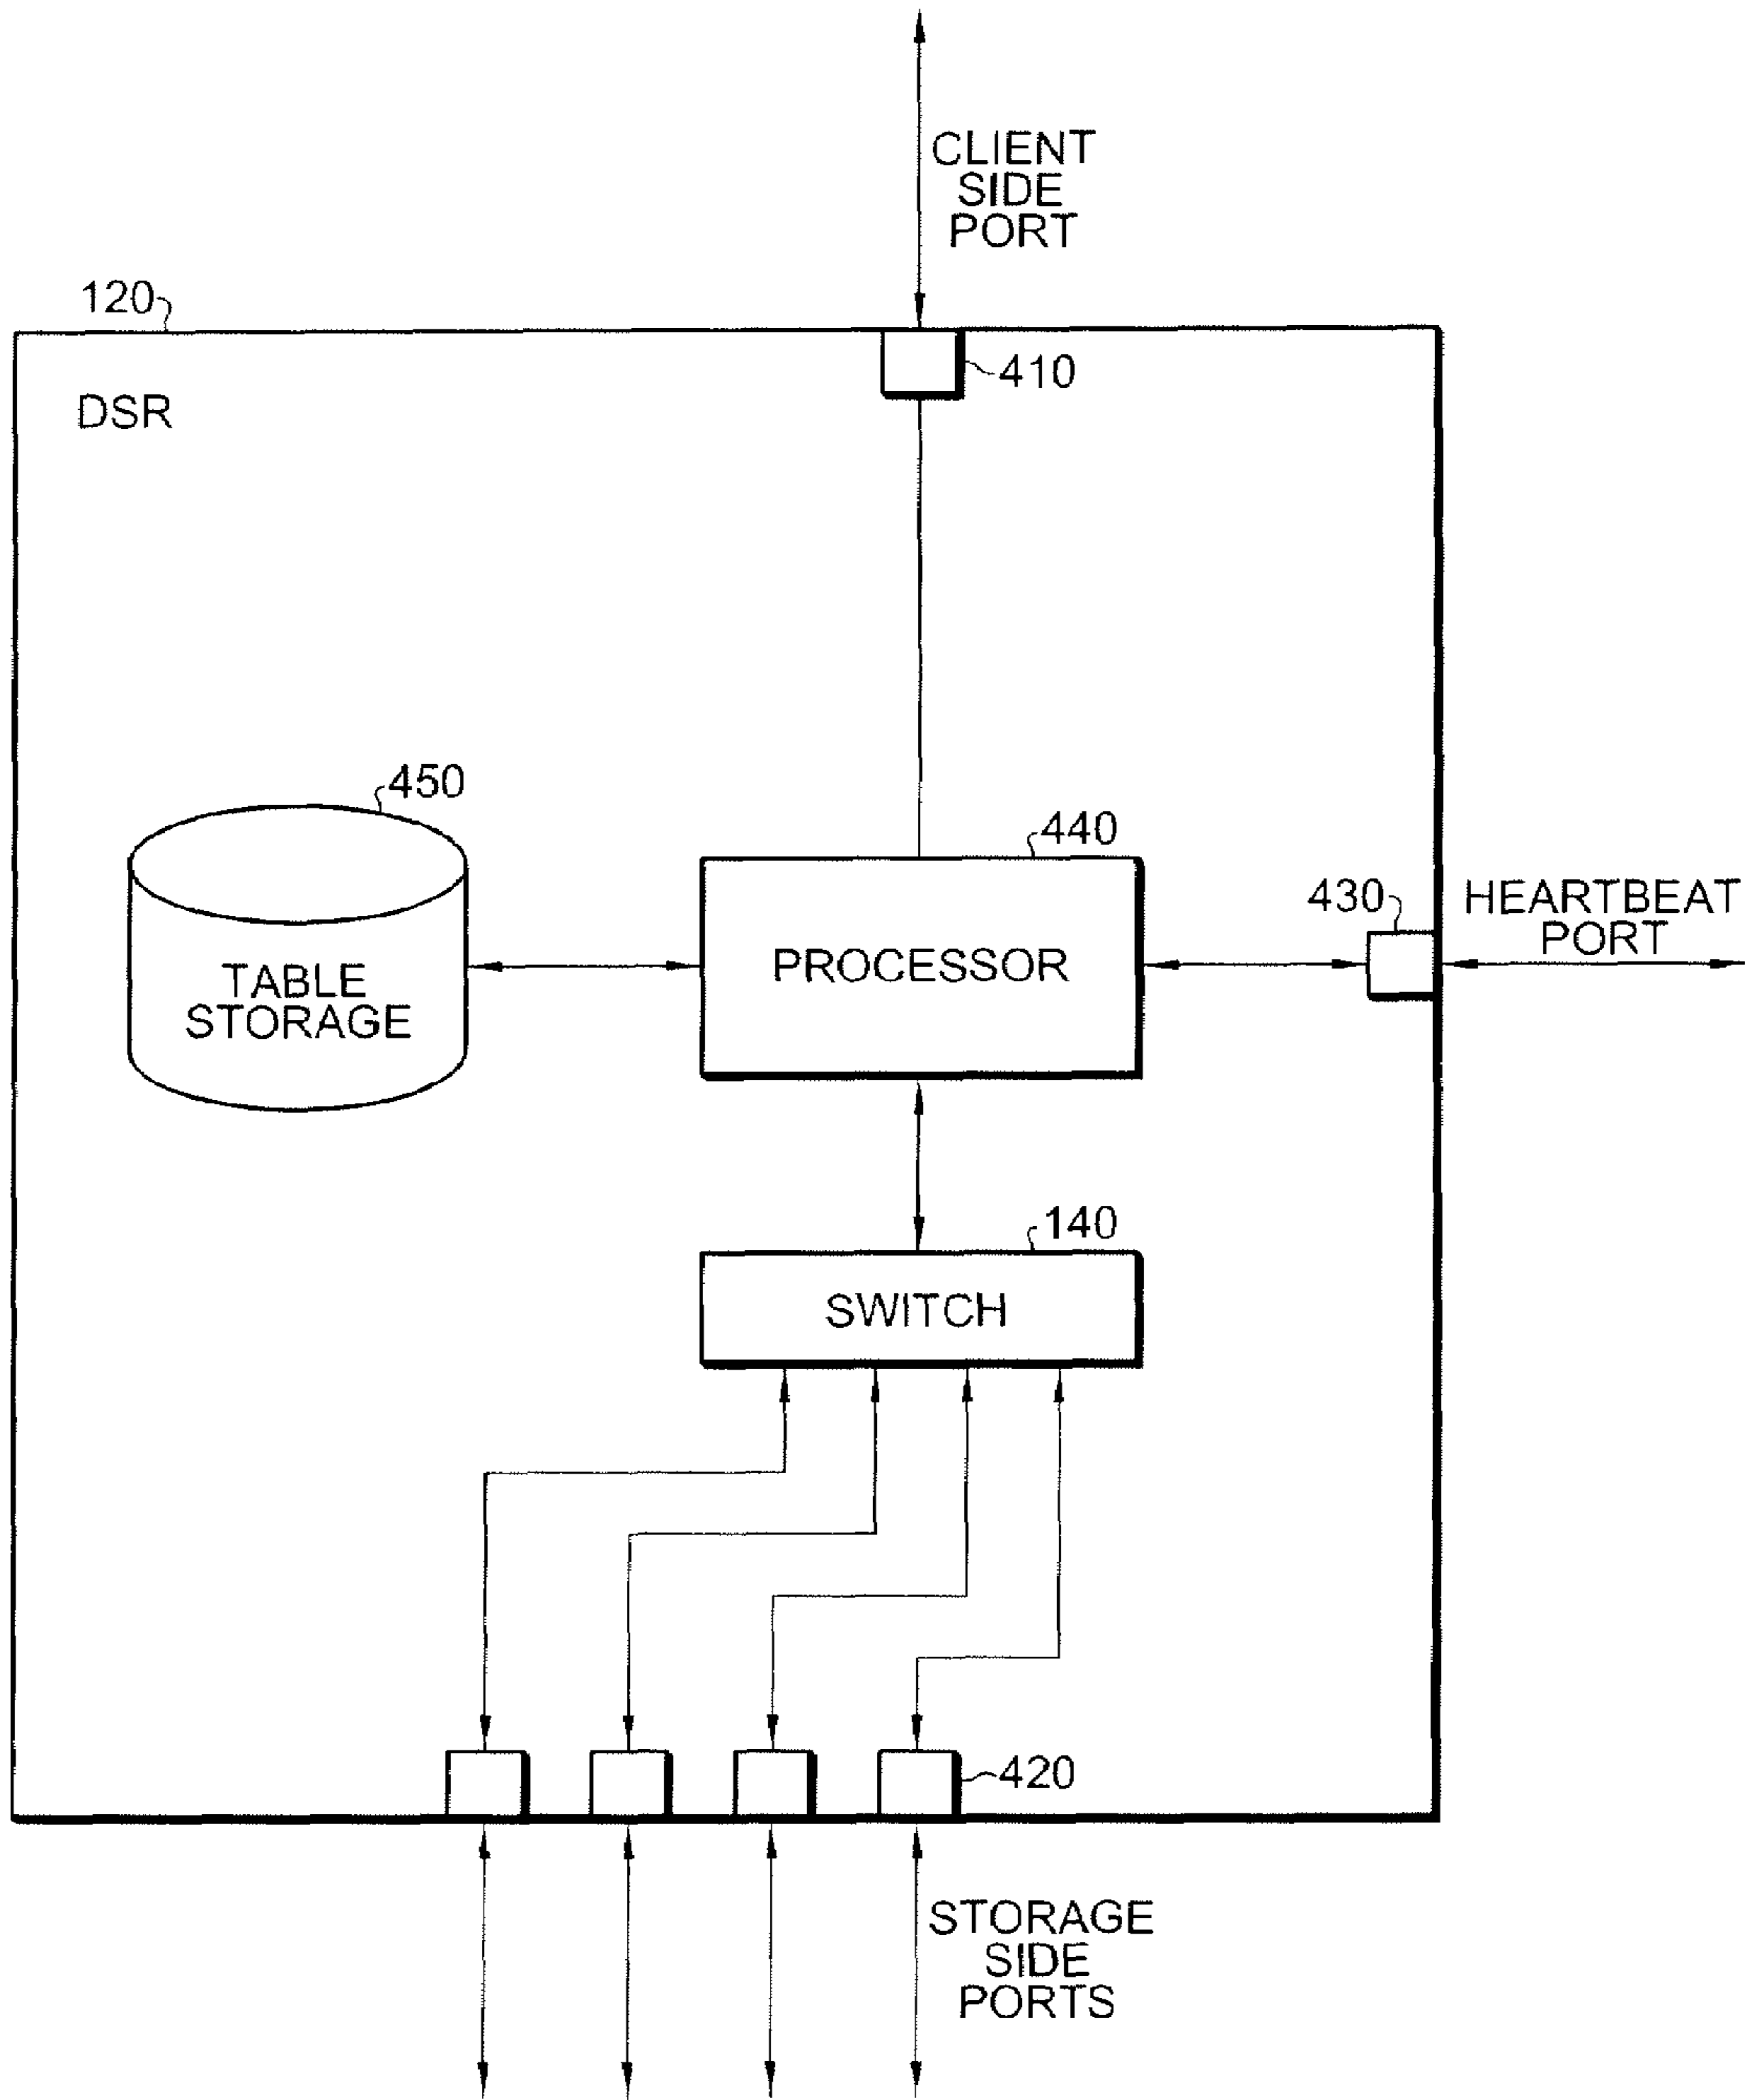 CLIENT
SIDE
PORT
120
410
DSR
450
440
430
HEARTBEAT
PORT
TABLE
STORAGE
PROCESSOR
140
SWITCH
420
STORAGE
SIDE
PORTS